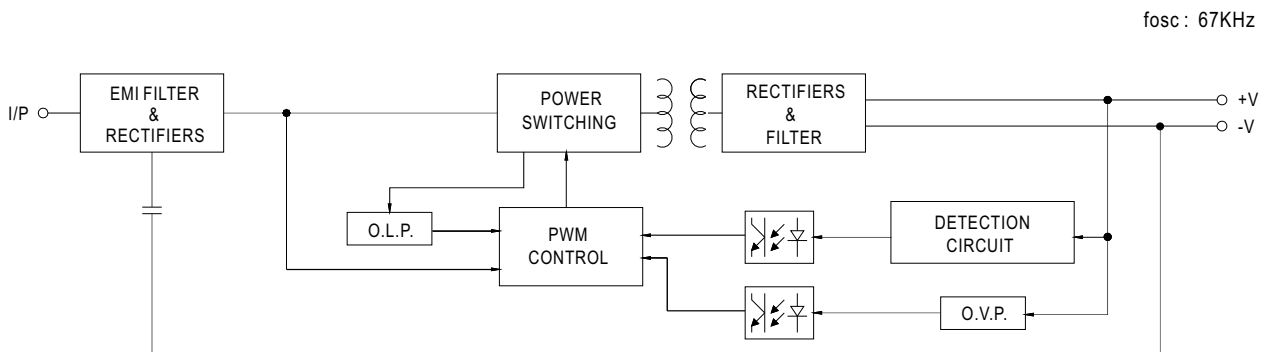 fosc : 67KHz
I/P
EMI FILTER
&
RECTIFIERS
POWER
SWITCHING
RECTIFIERS
&
FILTER
+V
-V
O.L.P.
PWM
CONTROL
DETECTION
CIRCUIT
O.V.P.